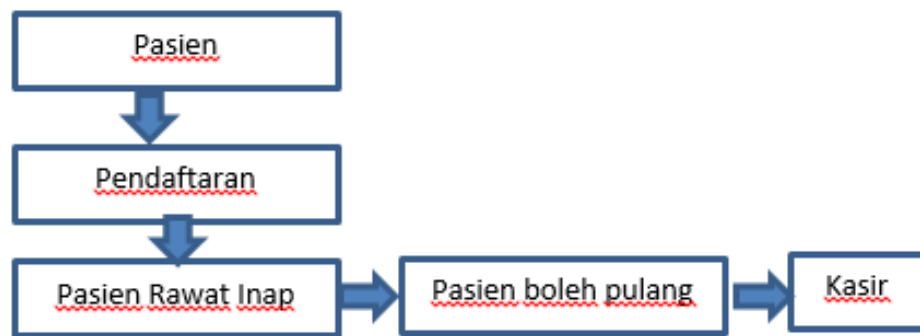 Pasien
Pendaftaran
Pasien Rawat Inap
Pasien boleh pulang
Kasir